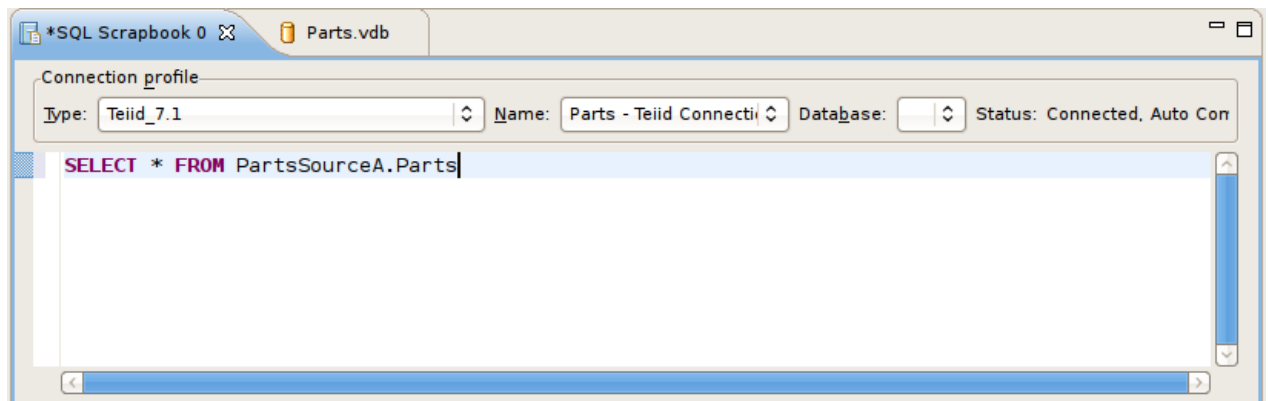 *SQL Scrapbook 0 Parts.vdb
Connection profile
Type: Teiid_7.1 Name: Parts - Teiid Connecti Database: Status: Connected, Auto Com
SELECT * FROM PartsSourceA.Parts